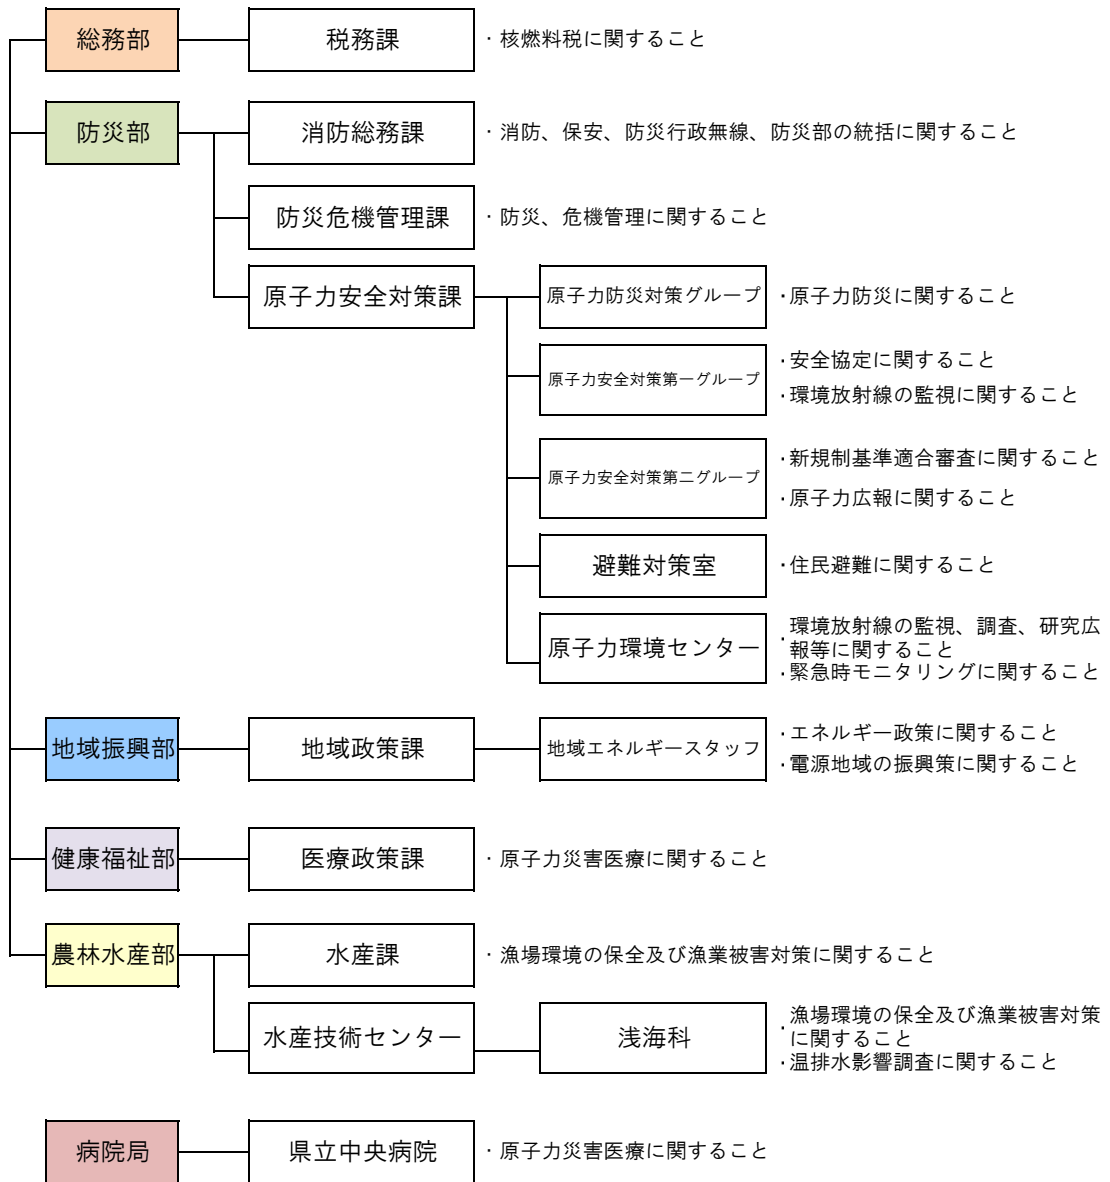 総務部
税務課
・核燃料税に関すること
防災部
消防総務課
・消防、保安、防災行政無線、防災部の統括に関すること
防災危機管理課
・防災、危機管理に関すること
原子力安全対策課
原子力防災対策グループ
・原子力防災に関すること
原子力安全対策第一グループ
・安全協定に関すること
・環境放射線の監視に関すること
原子力安全対策第二グループ
・新規制基準適合審査に関すること
・原子力広報に関すること
避難対策室
・住民避難に関すること
原子力環境センター
・環境放射線の監視、調査、研究広
報等に関すること
・緊急時モニタリングに関すること
地域振興部
地域政策課
地域エネルギースタッフ
・エネルギー政策に関すること
・電源地域の振興策に関すること
健康福祉部
医療政策課
・原子力災害医療に関すること
農林水産部
水産課
・漁場環境の保全及び漁業被害対策に関すること
水産技術センター
浅海科
・漁場環境の保全及び漁業被害対策
に関すること
・温排水影響調査に関すること
病院局
県立中央病院
・原子力災害医療に関すること